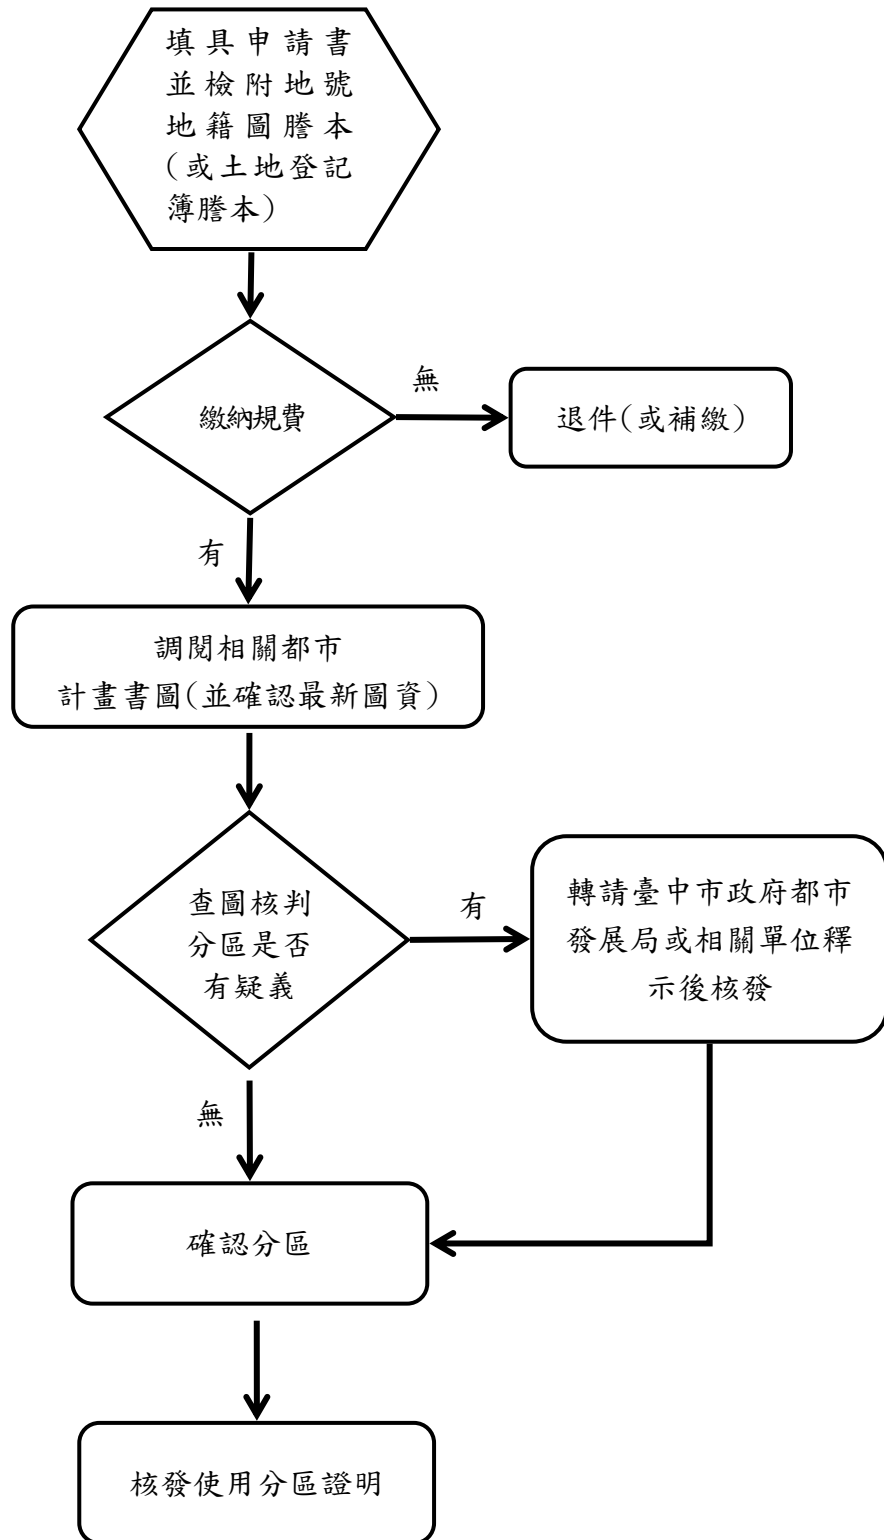 填具申請書
並檢附地號
地籍圖謄本
(或土地登記
簿謄本)
繳納規費
無
退件(或補繳)
有
調閱相關都市
計畫書圖(並確認最新圖資)
查圖核判
分區是否
有疑義
有
轉請臺中市政府都市
發展局或相關單位釋
示後核發
無
確認分區
核發使用分區證明